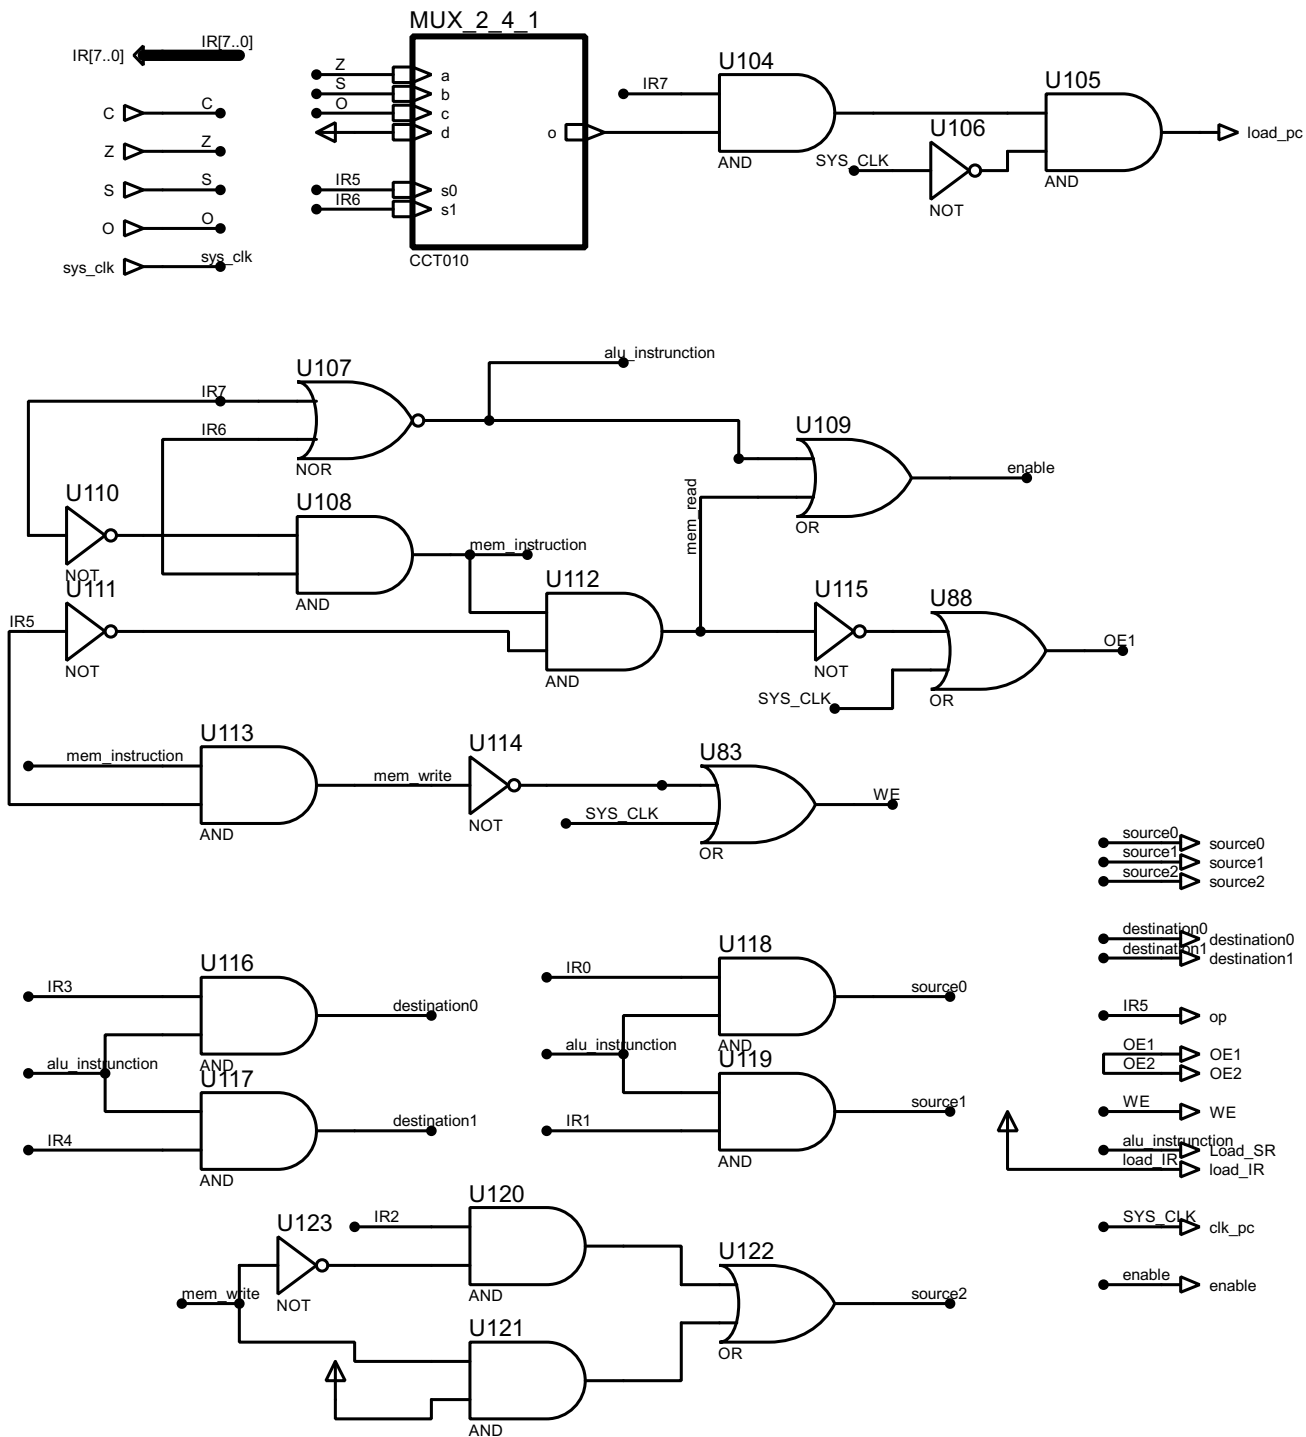 MUX_2_4_1
IR[7..0]
IR[7..0]
C
C
Z
Z
S
S
O
O
sys_clk
sys_clk
Z
a
S
b
O
c
d
o
IR5
s0
IR6
s1
CCT010
IR7
U104
AND
U105
AND
SYS_CLK
U106
NOT
load_pc
alu_instrunction
U107
IR7
IR6
NOR
U109
OR
enable
U110
NOT
U108
AND
mem_instruction
mem_read
U111
IR5
NOT
U112
AND
U115
NOT
U88
OR
OE1
SYS_CLK
U113
mem_instruction
AND
mem_write
U114
NOT
U83
SYS_CLK
OR
WE
source0
source0
source1
source1
source2
source2
destination0
destination0
destination1
destination1
IR5
op
OE1
OE1
OE2
OE2
WE
WE
alu_instrunction
Load_SR
load_IR
load_IR
SYS_CLK
clk_pc
enable
enable
U116
IR3
AND
destination0
alu_instrunction
U117
IR4
AND
destination1
U118
IR0
AND
source0
alu_instrunction
U119
IR1
AND
source1
U120
IR2
AND
U123
NOT
mem_write
U121
AND
U122
OR
source2